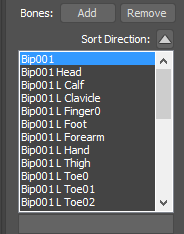 Bones: Add Remove
Sort Direction:
Bip001
Bip001 Head
Bip001 L Calf
Bip001 L Clavicle
Bip001 L Finger0
Bip001 L Foot
Bip001 L Forearm
Bip001 L Hand
Bip001 L Thigh
Bip001 L Toe0
Bip001 L Toe01
Bip001 L Toe02